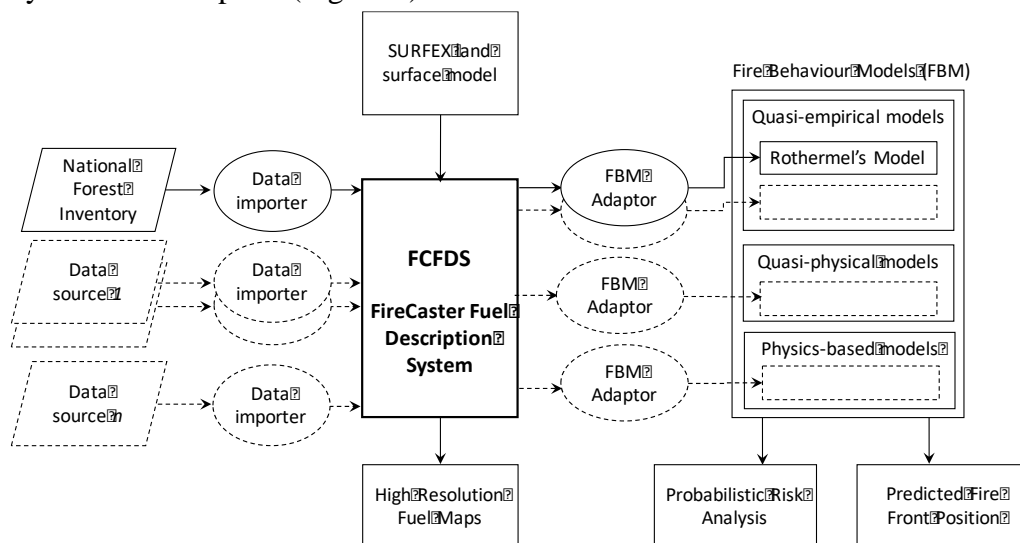 SURFEX land
surface model
Fire Behaviour Models (FBM)
Quasi-empirical models
Rothermel's Model
National
Forest
Inventory
Data
importer
FBM
Adaptor
Data
source 1
Data
importer
FCFDS
FireCaster Fuel
Description
System
FBM
Adaptor
Quasi-physical models
Data
source n
Data
importer
FBM
Adaptor
Physics-based models
High Resolution
Fuel Maps
Probabilistic Risk
Analysis
Predicted Fire
Front Position